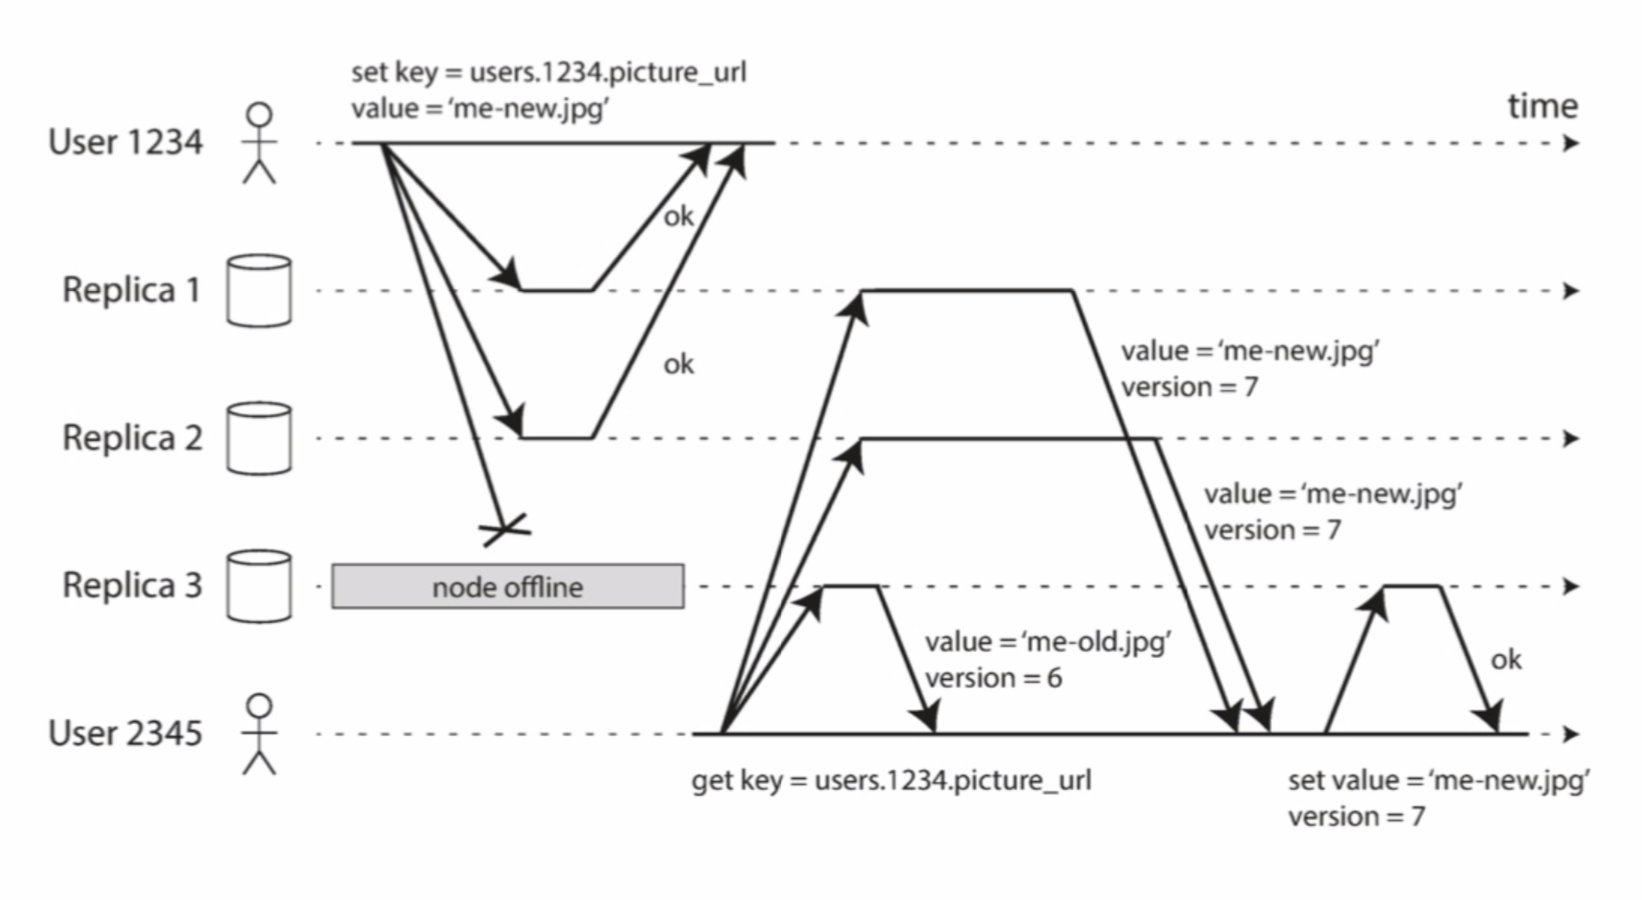 set key = users.1234.picture_url
value = ‘me-new.jpg’
time
User 1234
ok
Replica 1
value = ‘me-new.jpg’
version = 7
ok
Replica 2
value = ‘me-new.jpg’
version = 7
Replica 3
node offline
value = ‘me-old.jpg’
version = 6
ok
User 2345
get key = users.1234.picture_url
set value = ‘me-new.jpg’
version = 7